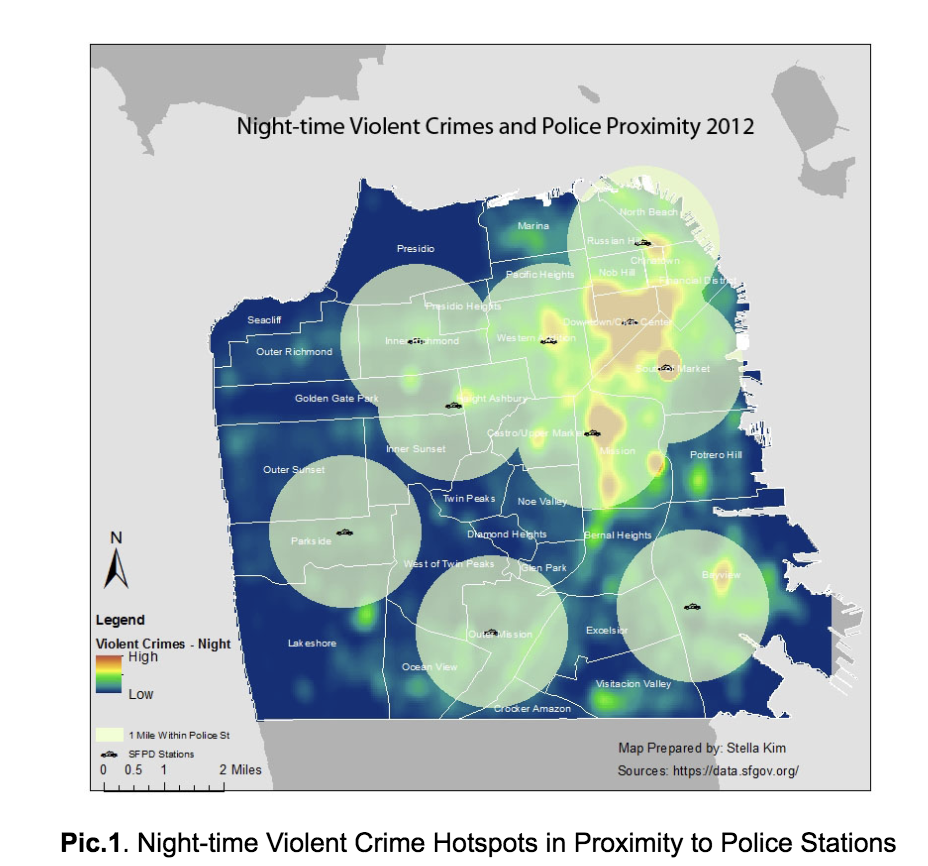 Night-time Violent Crimes and Police Proximity 2012
North Beach
Marina
Russian Hill
Presidio
Chinatown
Pacific Heights
Nob Hill
Financial District
Presidio Heights
Seacliff
Downtown/Civic Center
Inner Richmond
Western Addition
Outer Richmond
South of Market
Golden Gate Park
Haight Ashbury
Castro/Upper Market
Inner Sunset
Mission
Potrero Hill
Outer Sunset
Twin Peaks
Noe Valley
Diamond Heights
Bernal Heights
Parkside
West of Twin Peaks
Glen Park
Bayview
Outer Mission
Excelsior
Lakeshore
Ocean View
Visitacion Valley
Crocker Amazon
N
Legend
Violent Crimes - Night
High
Low
1 Mile Within Police St
SFPD Stations
0 0.5 1 2 Miles
Map Prepared by: Stella Kim
Sources: https://data.sfgov.org/
Pic.1. Night-time Violent Crime Hotspots in Proximity to Police Stations